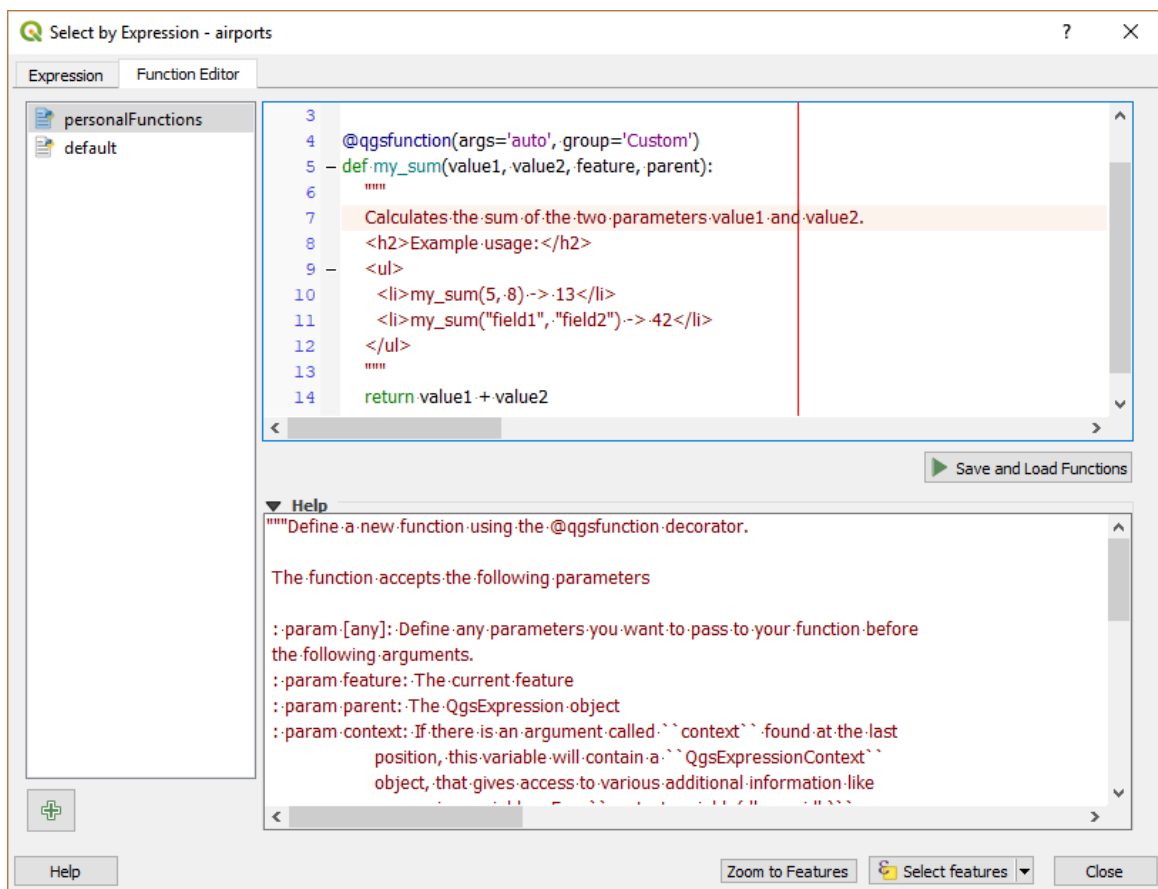 Select by Expression - airports
?
Expression
Function Editor
personalFunctions
default
3
4 @qgsfunction(args='auto', group='Custom')
5 def my_sum(value1, value2, feature, parent):
6 """
7 Calculates the sum of the two parameters value1 and value2.
8 <h2>Example usage:</h2>
9 <ul>
10 <li>my_sum(5, 8) -> 13</li>
11 <li>my_sum("field1", "field2") -> 42</li>
12 </ul>
13 """
14 return value1 + value2
Save and Load Functions
Help
"""Define a new function using the @qgsfunction decorator.
The function accepts the following parameters
: param [any]: Define any parameters you want to pass to your function before
the following arguments.
: param feature: The current feature
: param parent: The QgsExpression object
: param context: If there is an argument called ``context`` found at the last
position, this variable will contain a ``QgsExpressionContext``
object, that gives access to various additional information like
Help
Zoom to Features
Select features
Close